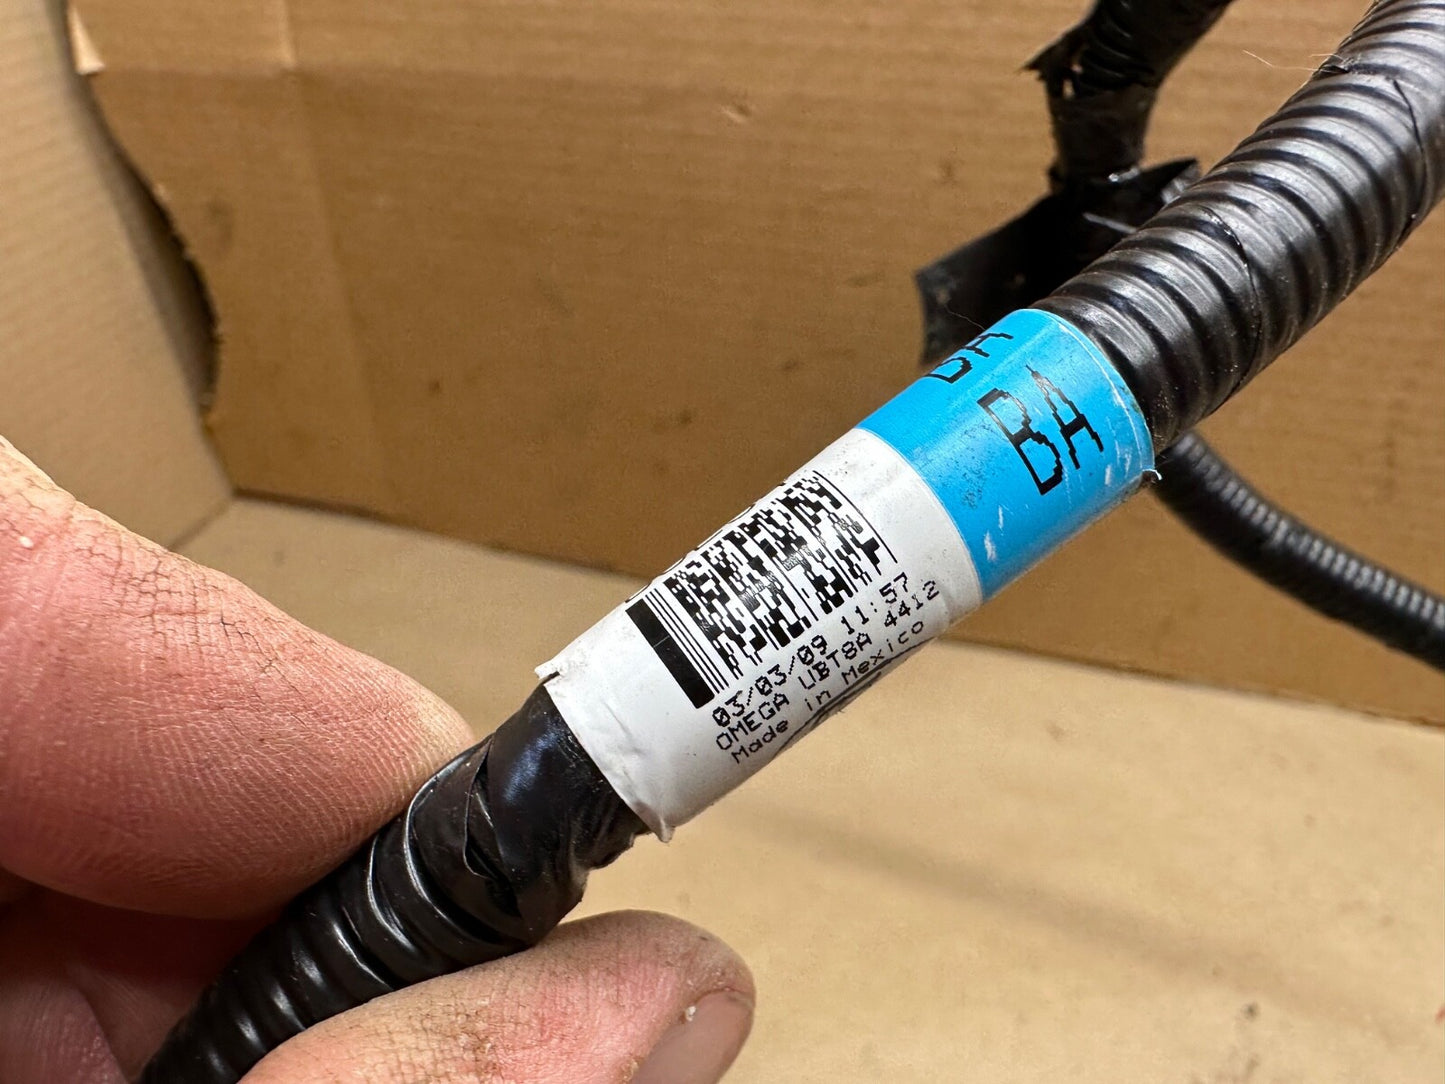 BA
03/03/09 11:57
OMEGA UBT8A 4412
Made in Mexico